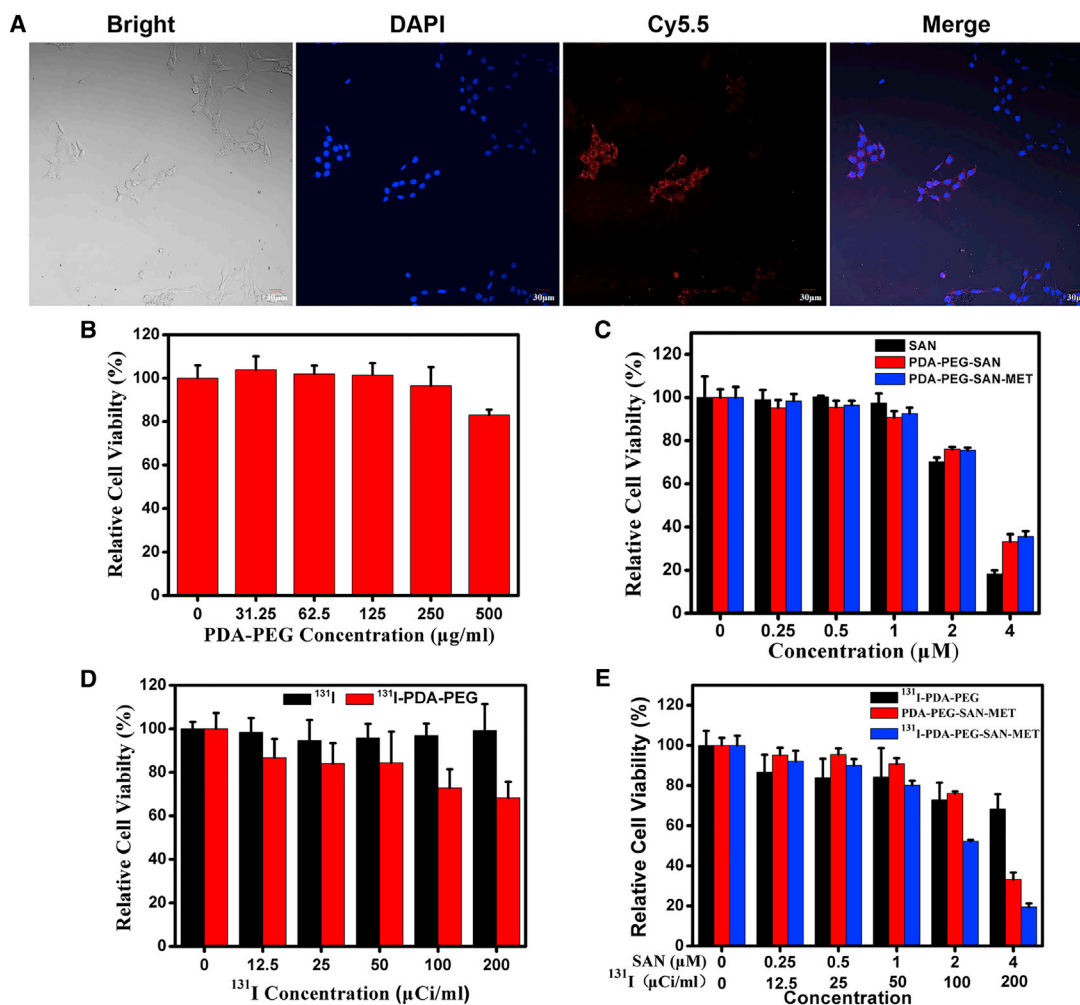 A
Bright
DAPI
Cy5.5
Merge
30μm
30μm
30μm
30μm
B
Relative Cell Viabilty (%)
120
100
80
60
40
20
0
0 31.25 62.5 125 250 500
PDA-PEG Concentration (μg/ml)
C
Relative Cell Viability (%)
120
100
80
60
40
20
0
SAN
PDA-PEG-SAN
PDA-PEG-SAN-MET
0 0.25 0.5 1 2 4
Concentration (μM)
D
Relative Cell Viability (%)
120
100
80
60
40
20
0
¹³¹I ¹³¹I-PDA-PEG
0 12.5 25 50 100 200
¹³¹I Concentration (μCi/ml)
E
Relative Cell Viability (%)
120
100
80
60
40
20
0
¹³¹I-PDA-PEG
PDA-PEG-SAN-MET
¹³¹I-PDA-PEG-SAN-MET
SAN (μM) 0 0.25 0.5 1 2 4
¹³¹I (μCi/ml) 0 12.5 25 50 100 200
Concentration